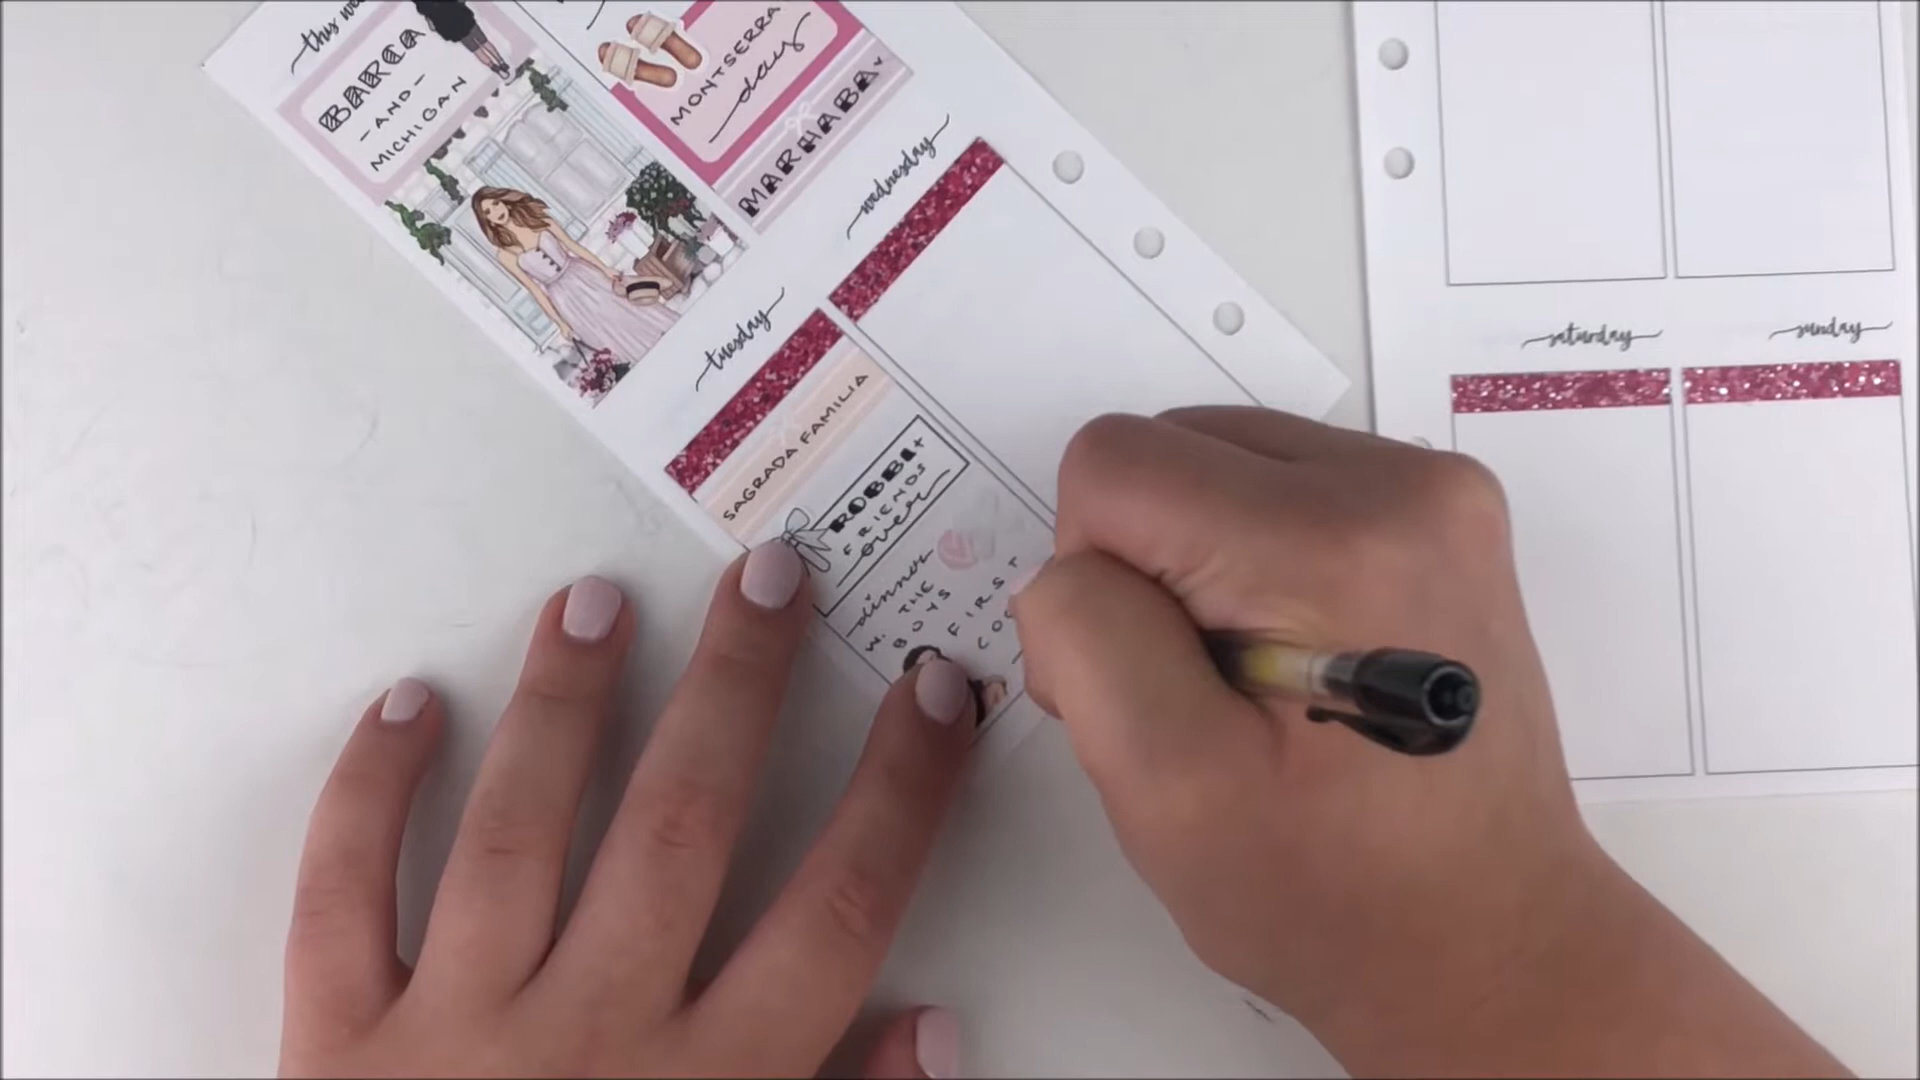 this
BARCA
-AND-
MICHIGAN
MONTSERRA
day
MARHABA
wednesday
tuesday
SAGRADA FAMILIA
ROBBI+
FRIENDS
over
dinner
W. THE
BOYS
FIRST
saturday
sunday